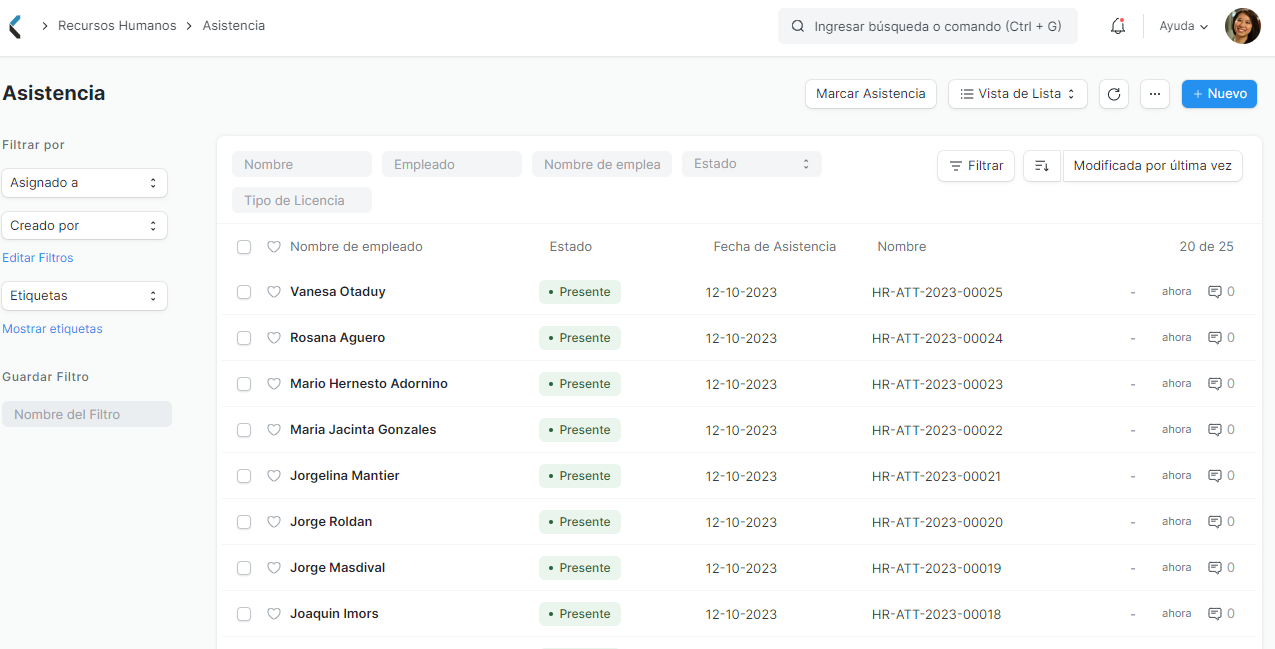 Recursos Humanos
Asistencia
Ingresar búsqueda o comando (Ctrl + G)
Ayuda
Asistencia
Marcar Asistencia
Vista de Lista
+ Nuevo
Filtrar por
Asignado a
Creado por
Editar Filtros
Etiquetas
Mostrar etiquetas
Guardar Filtro
Nombre del Filtro
Nombre
Empleado
Nombre de emplea
Estado
Tipo de Licencia
Filtrar
Modificada por última vez
Nombre de empleado Estado Fecha de Asistencia Nombre 20 de 25
Vanesa Otaduy Presente 12-10-2023 HR-ATT-2023-00025 - ahora 0
Rosana Aguero Presente 12-10-2023 HR-ATT-2023-00024 - ahora 0
Mario Hernesto Adornino Presente 12-10-2023 HR-ATT-2023-00023 - ahora 0
Maria Jacinta Gonzales Presente 12-10-2023 HR-ATT-2023-00022 - ahora 0
Jorgelina Mantier Presente 12-10-2023 HR-ATT-2023-00021 - ahora 0
Jorge Roldan Presente 12-10-2023 HR-ATT-2023-00020 - ahora 0
Jorge Masdival Presente 12-10-2023 HR-ATT-2023-00019 - ahora 0
Joaquin Imors Presente 12-10-2023 HR-ATT-2023-00018 - ahora 0